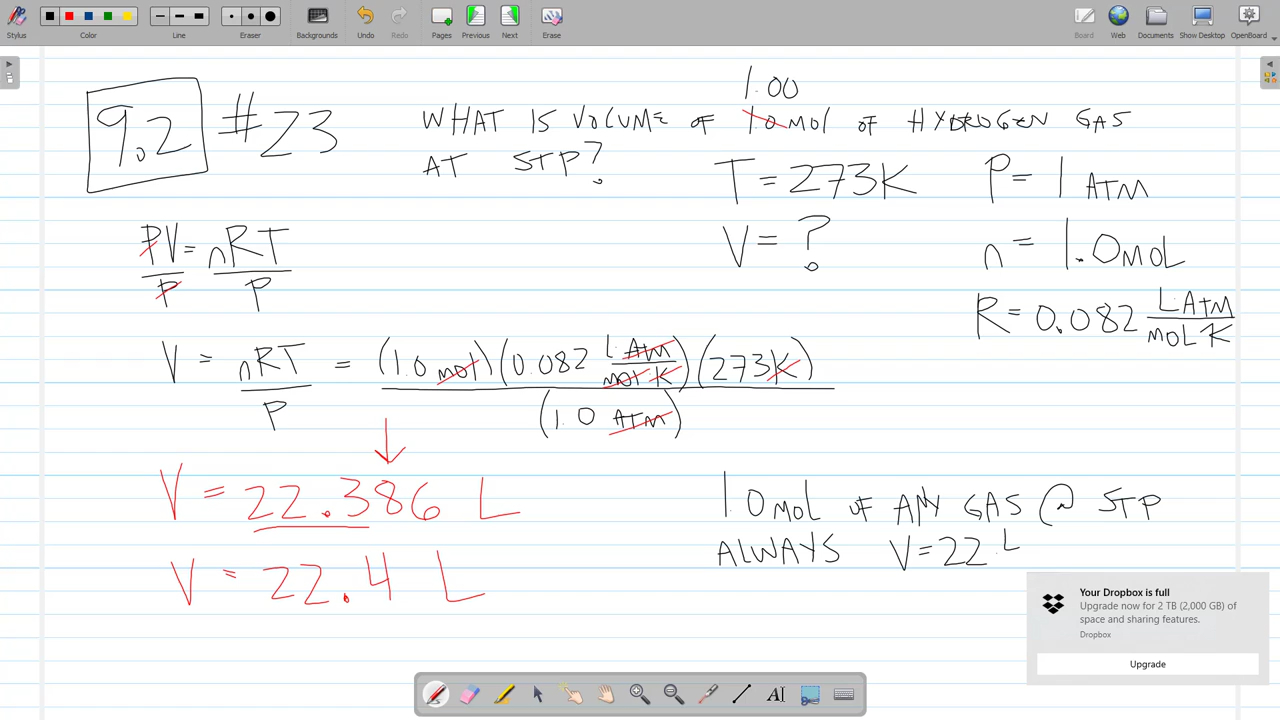 Stylus Color Line Eraser Backgrounds Undo Redo Pages Previous Next Erase Board Web Documents Show Desktop OpenBoard
9.2 #23
1.00
WHAT IS VOLUME OF 1.0 MOL OF HYDROGEN GAS
AT STP?
T = 273K P = 1 ATM
V = ? n = 1.0 MOL
R = 0.082 L ATM / MOL K
PV = nRT
P P
V = nRT / P = (1.0 mol)(0.082 L ATM / mol K)(273K)
(1.0 ATM)
V = 22.386 L
V = 22.4 L
1.0 MOL OF ANY GAS @ STP
ALWAYS V = 22. L
Your Dropbox is full
Upgrade now for 2 TB (2,000 GB) of
space and sharing features.
Dropbox
Upgrade
AI